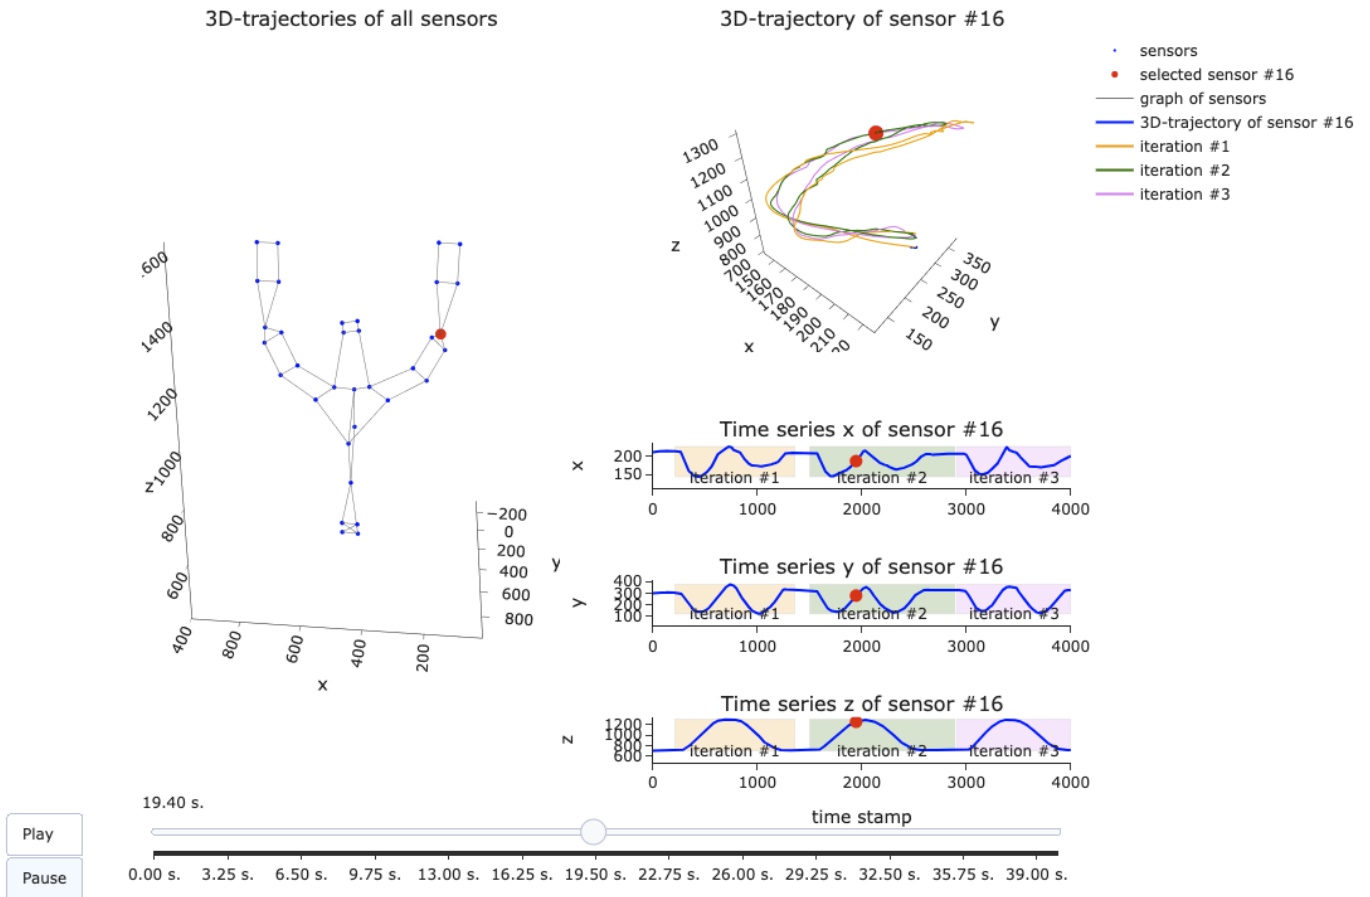 3D-trajectories of all sensors
3D-trajectory of sensor #16
sensors
selected sensor #16
graph of sensors
3D-trajectory of sensor #16
iteration #1
iteration #2
iteration #3
1300
1200
1100
1000
900
800
700
z
150
160
170
180
190
200
210
x
350
300
250
200
150
y
1400
1200
1000
800
600
z
400
800
600
400
200
x
−200
0
200
400
600
800
y
Time series x of sensor #16
x
200
150
iteration #1 iteration #2 iteration #3
0 1000 2000 3000 4000
Time series y of sensor #16
y
400
300
200
100
iteration #1 iteration #2 iteration #3
0 1000 2000 3000 4000
Time series z of sensor #16
z
1200
1000
800
600
iteration #1 iteration #2 iteration #3
0 1000 2000 3000 4000
time stamp
19.40 s.
Play
Pause
0.00 s. 3.25 s. 6.50 s. 9.75 s. 13.00 s. 16.25 s. 19.50 s. 22.75 s. 26.00 s. 29.25 s. 32.50 s. 35.75 s. 39.00 s.